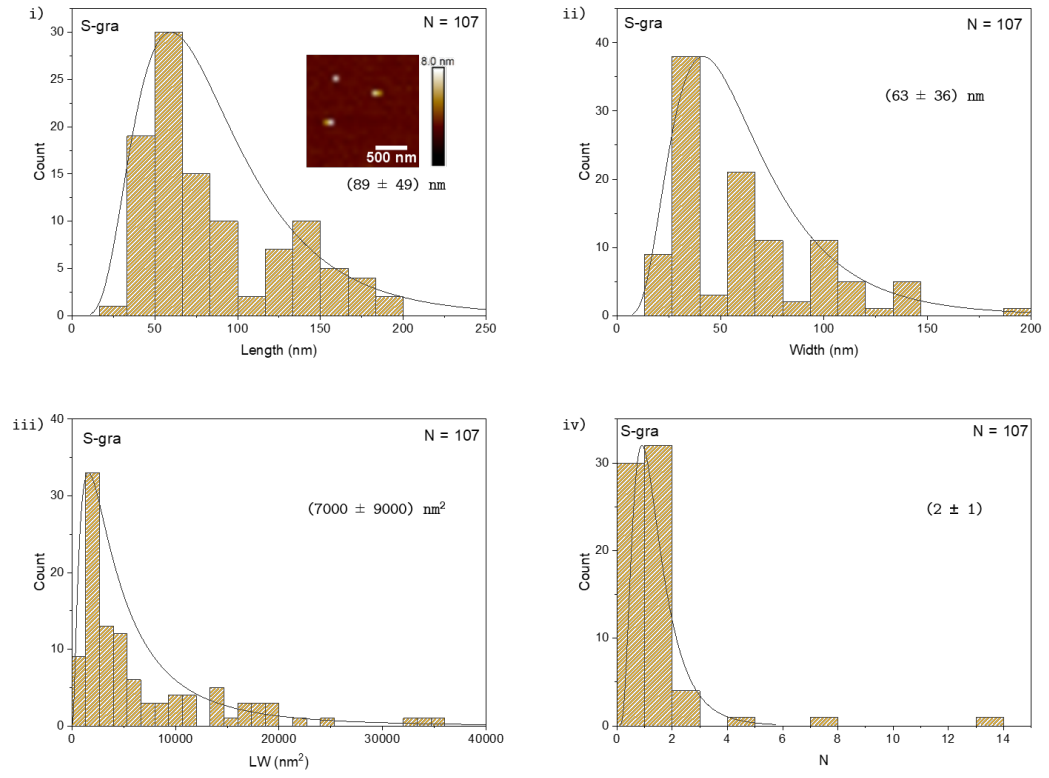 i)
S-gra
N = 107
8.0 nm
500 nm
(89 ± 49) nm
Count
0
5
10
15
20
25
30
0
50
100
150
200
250
Length (nm)
ii)
S-gra
N = 107
(63 ± 36) nm
Count
0
10
20
30
40
0
50
100
150
200
Width (nm)
iii)
S-gra
N = 107
(7000 ± 9000) nm²
Count
0
10
20
30
40
0
10000
20000
30000
40000
LW (nm²)
iv)
S-gra
N = 107
(2 ± 1)
Count
0
10
20
30
0
2
4
6
8
10
12
14
N